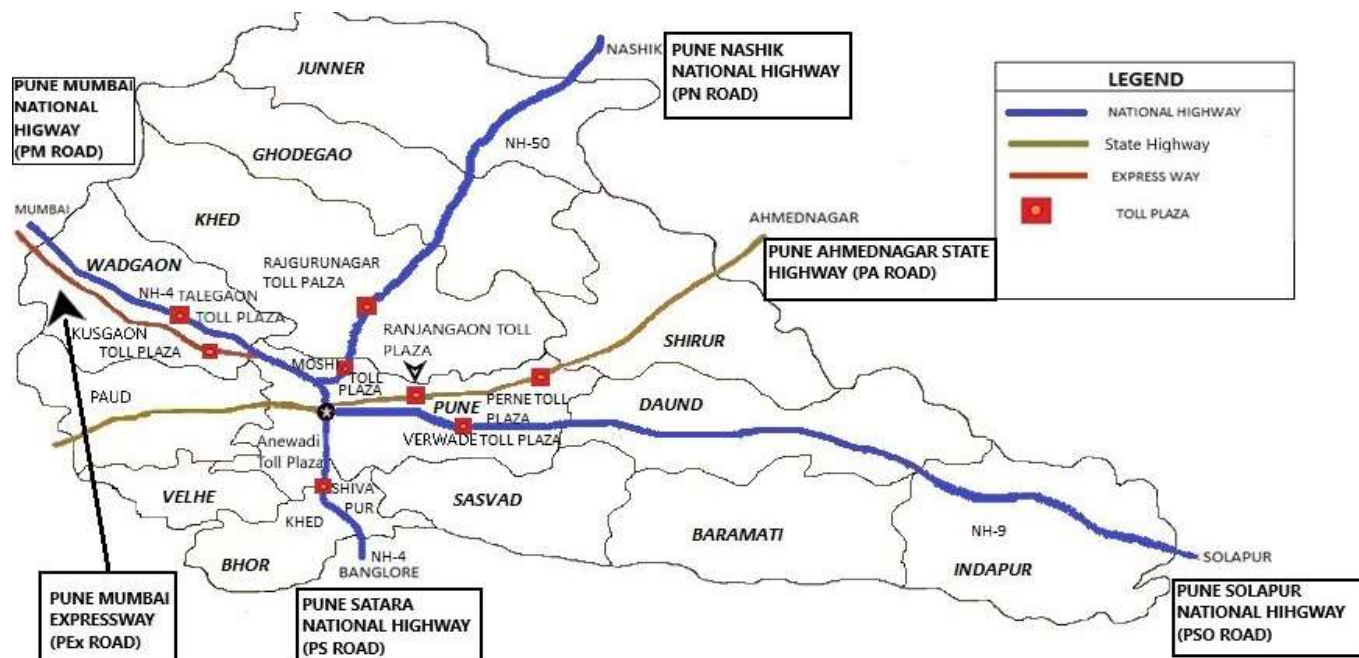 JUNNER
NASHIK
PUNE NASHIK
NATIONAL HIGHWAY
(PN ROAD)
LEGEND
NATIONAL HIGHWAY
State Highway
EXPRESS WAY
TOLL PLAZA
PUNE MUMBAI
NATIONAL
HIGWAY
(PM ROAD)
GHODEGAO
NH-50
MUMBAI
KHED
AHMEDNAGAR
PUNE AHMEDNAGAR STATE
HIGHWAY (PA ROAD)
WADGAON
RAJGURUNAGAR
TOLL PALZA
NH-4
TALEGAON
TOLL PLAZA
KUSGAON
TOLL PLAZA
RANJANGAON TOLL
PLAZA
SHIRUR
MOSHI
TOLL
PLAZA
PAUD
PUNE
PERNE TOLL
PLAZA
DAUND
VERWADE TOLL PLAZA
Anewadi
Toll Plaza
VELHE
SHIVA
PUR
KHED
SASVAD
BARAMATI
NH-9
BHOR
NH-4
BANGLORE
INDAPUR
SOLAPUR
PUNE MUMBAI
EXPRESSWAY
(PEx ROAD)
PUNE SATARA
NATIONAL HIGHWAY
(PS ROAD)
PUNE SOLAPUR
NATIONAL HIHGWAY
(PSO ROAD)